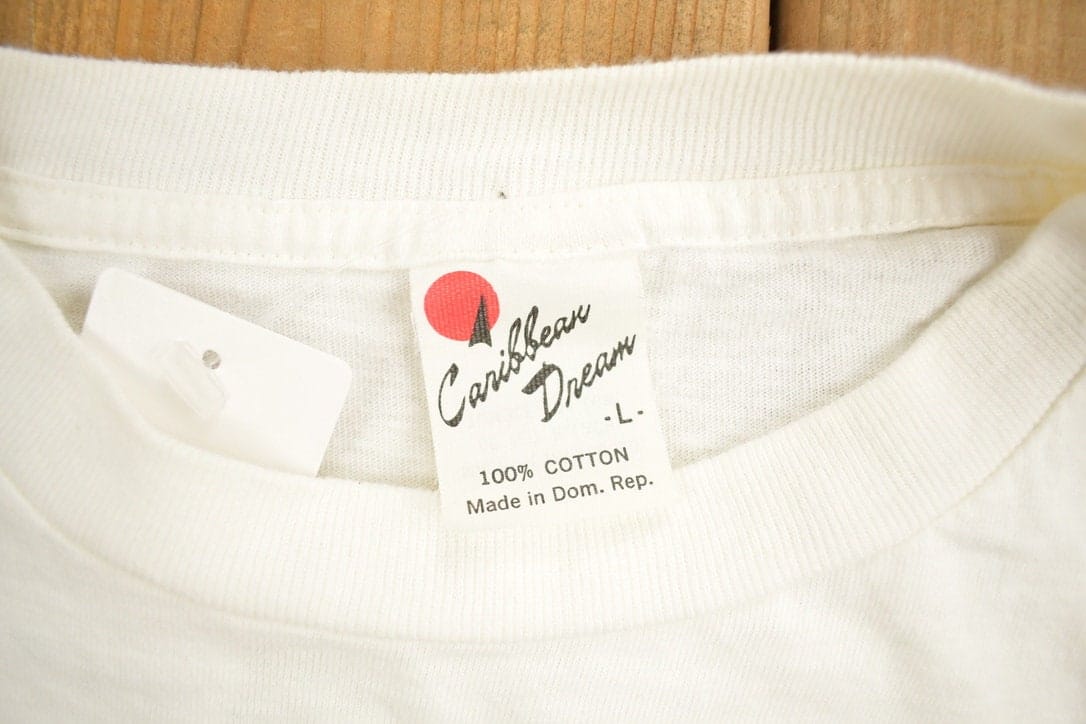 Caribbean
Dream
-L-
100% COTTON
Made in Dom. Rep.